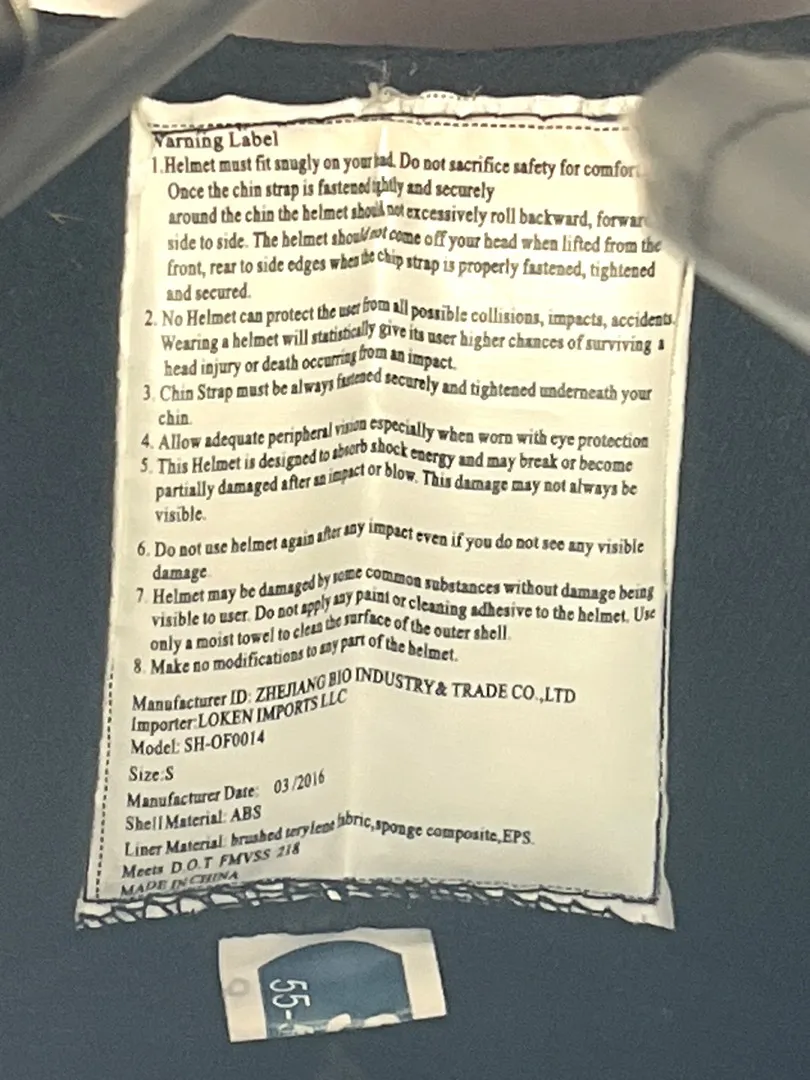 Varning Label
1.Helmet must fit snugly on your Do not sacrifice safety for comfor
Once the chin strap is fastened tightly and securely
around the chin the helmet should not excessively roll backward, forwar
side to side. The helmet should not come off your head when lifted from the
front, rear to side edges when the chip strap is properly fastened, tightened
and secured.
2. No Helmet can protect the user from all possible collisions, impacts, accidents.
Wearing a helmet will statistically give its user higher chances of surviving a
head injury or death occurring from an impact.
3. Chin Strap must be always fastened securely and tightened underneath your
chin.
4. Allow adequate peripheral vision especially when worn with eye protection
5. This Helmet is designed to absorb shock energy and may break or become
partially damaged after an impact or blow. This damage may not always be
visible.
6. Do not use helmet again after any impact even if you do not see any visible
damage.
7. Helmet may be damaged by some common substances without damage being
visible to user. Do not apply any paint or cleaning adhesive to the helmet. Use
only a moist towel to clean the surface of the outer shell.
8. Make no modifications to any part of the helmet.
Manufacturer ID: ZHEJIANG BIO INDUSTRY& TRADE CO.,LTD
Importer:LOKEN IMPORTS LLC
Model: SH-OF0014
Size:S
Manufacturer Date: 03/2016
Shell Material: ABS
Liner Material: brushed terylene fabric,sponge composite,EPS.
Meets D.O.T FMVSS 218
MADE IN CHINA
55-